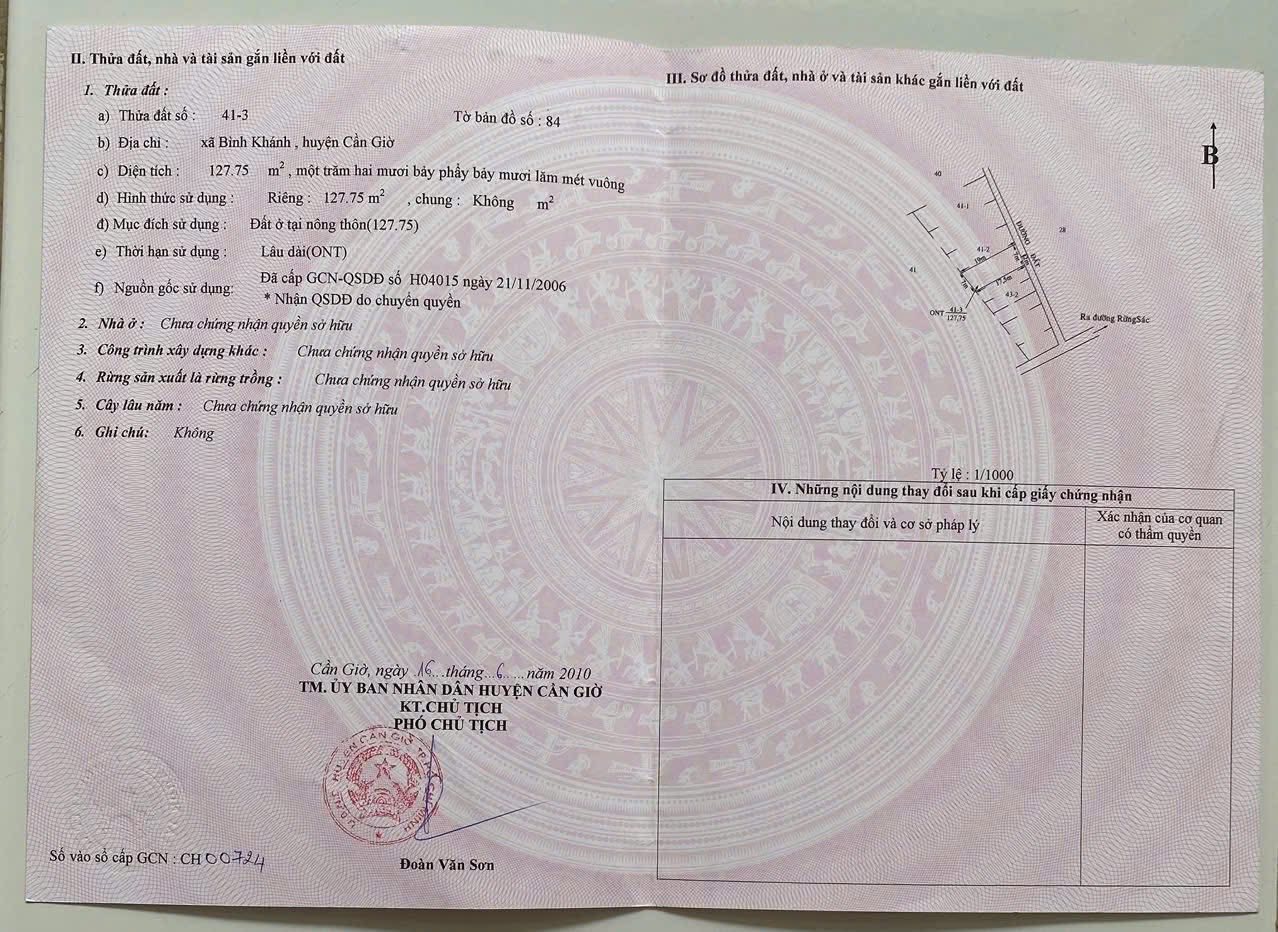 II. Thửa đất, nhà và tài sản gắn liền với đất
1. Thửa đất :
a) Thửa đất số : 41-3 Tờ bản đồ số : 84
b) Địa chỉ : xã Bình Khánh , huyện Cần Giờ
c) Diện tích : 127.75 m² , một trăm hai mươi bảy phẩy bảy mươi lăm mét vuông
d) Hình thức sử dụng : Riêng : 127.75 m² , chung : Không m²
đ) Mục đích sử dụng : Đất ở tại nông thôn(127.75)
e) Thời hạn sử dụng : Lâu dài(ONT)
f) Nguồn gốc sử dụng: Đã cấp GCN-QSDĐ số H04015 ngày 21/11/2006
* Nhận QSDĐ do chuyển quyền
2. Nhà ở : Chưa chứng nhận quyền sở hữu
3. Công trình xây dựng khác : Chưa chứng nhận quyền sở hữu
4. Rừng sản xuất là rừng trồng : Chưa chứng nhận quyền sở hữu
5. Cây lâu năm : Chưa chứng nhận quyền sở hữu
6. Ghi chú: Không
Cần Giờ, ngày 16 tháng 6 năm 2010
TM. ỦY BAN NHÂN DÂN HUYỆN CẦN GIỜ
KT.CHỦ TỊCH
PHÓ CHỦ TỊCH
Đoàn Văn Sơn
Số vào sổ cấp GCN : CH 00724
III. Sơ đồ thửa đất, nhà ở và tài sản khác gắn liền với đất
B
40
41-1
28
ĐƯỜNG ĐẤT
41-2
19m
41
17,5m
43-2
ONT 41-3
127,75
Ra đường RừngSác
Tỷ lệ : 1/1000
IV. Những nội dung thay đổi sau khi cấp giấy chứng nhận
Nội dung thay đổi và cơ sở pháp lý
Xác nhận của cơ quan
có thẩm quyền